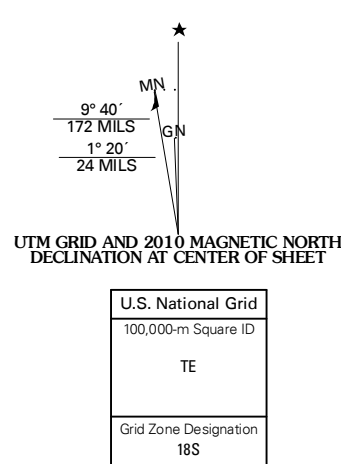 MN
9° 40´
172 MILS
GN
1° 20´
24 MILS
UTM GRID AND 2010 MAGNETIC NORTH
DECLINATION AT CENTER OF SHEET
U.S. National Grid
100,000-m Square ID
TE
Grid Zone Designation
18S